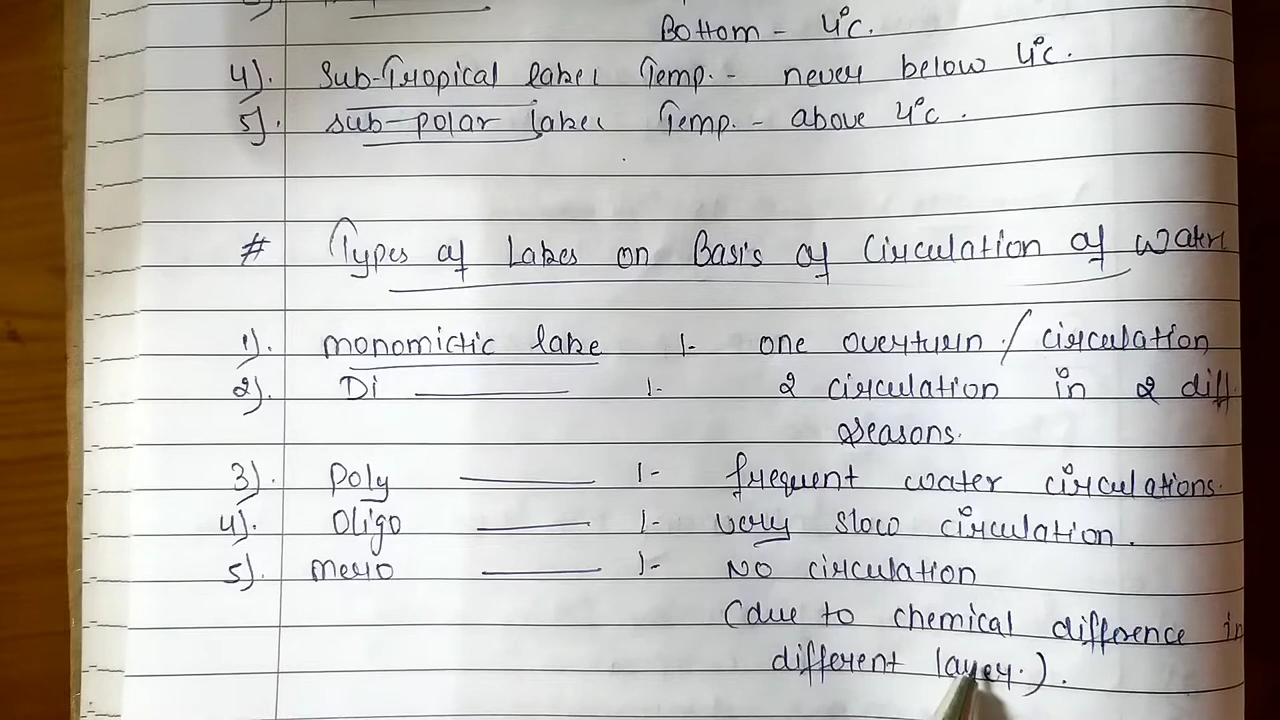 Bottom - 4°c.
4). Sub-Tropical lakes Temp. - never below 4°c.
5). sub-polar lakes Temp. - above 4°c.
# Types of Lakes on Basis of Circulation of water
1). monomictic lake :- one overturn / circulation
2). Di ——— :- 2 circulation in 2 diff.
seasons.
3). Poly ——— :- frequent water circulations.
4). Oligo ——— :- very slow circulation.
5). mero ——— :- No circulation
(due to chemical difference in
different layer.).